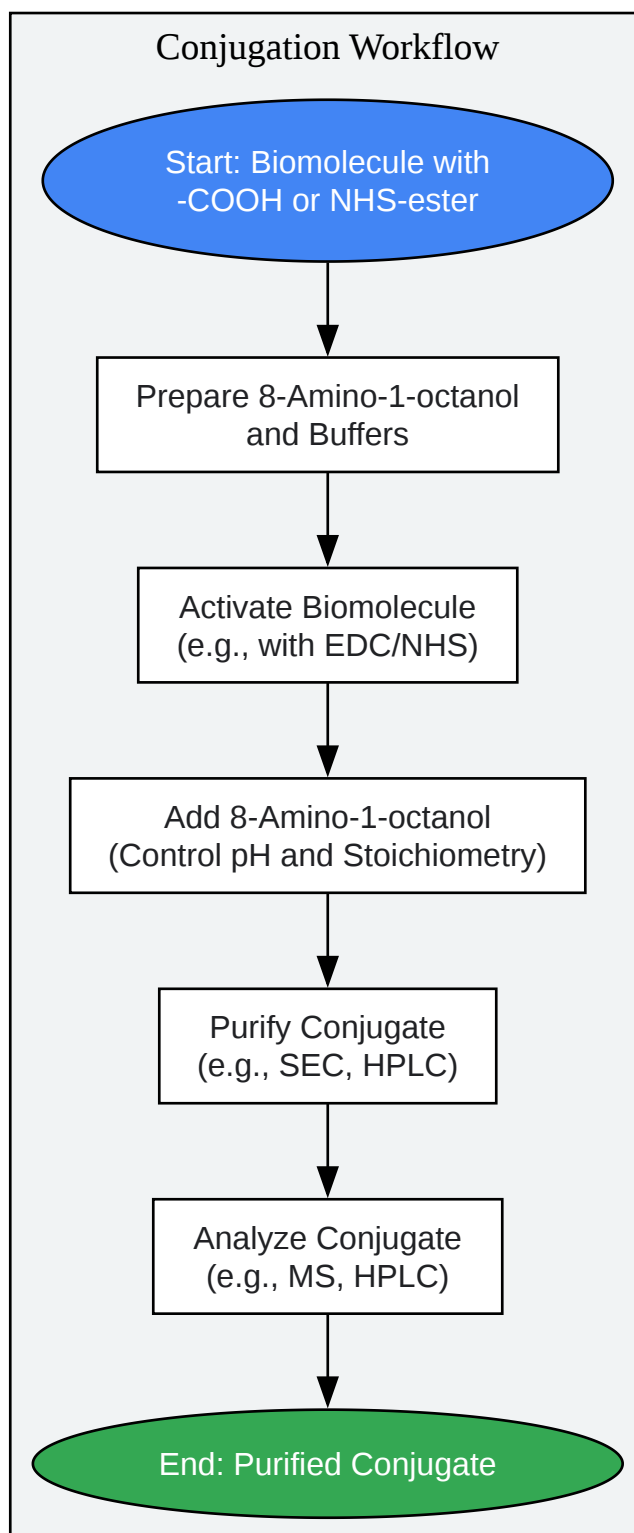 Conjugation Workflow
Start: Biomolecule with
-COOH or NHS-ester
Prepare 8-Amino-1-octanol
and Buffers
Activate Biomolecule
(e.g., with EDC/NHS)
Add 8-Amino-1-octanol
(Control pH and Stoichiometry)
Purify Conjugate
(e.g., SEC, HPLC)
Analyze Conjugate
(e.g., MS, HPLC)
End: Purified Conjugate